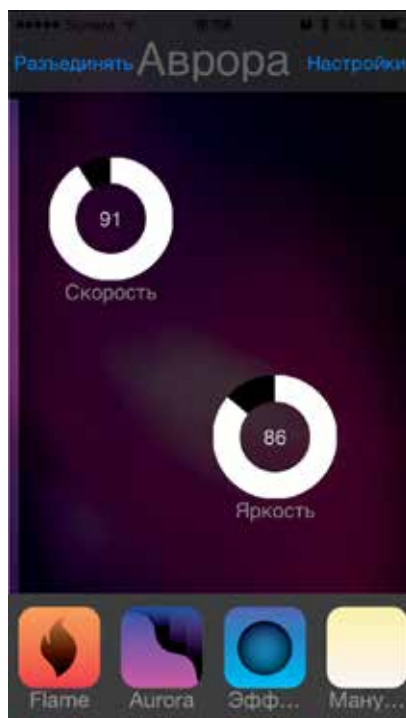 Разъединять Аврора Настройки
91
Скорость
86
Яркость
Flame Aurora Эфф... Ману...